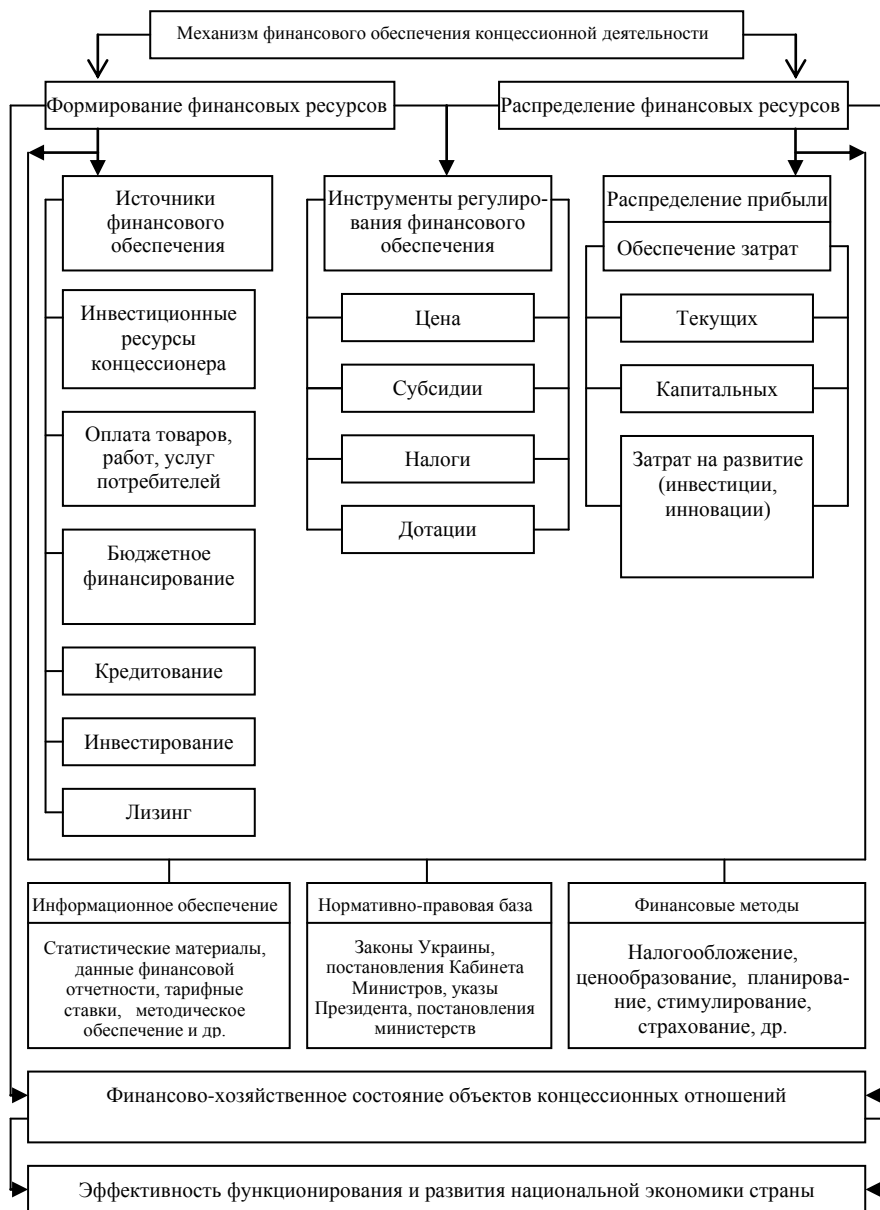 Механизм финансового обеспечения концессионной деятельности
Формирование финансовых ресурсов
Распределение финансовых ресурсов
Источники
финансового
обеспечения
Инвестиционные
ресурсы
концессионера
Оплата товаров,
работ, услуг
потребителей
Бюджетное
финансирование
Кредитование
Инвестирование
Лизинг
Инструменты регулиро-
вания финансового
обеспечения
Цена
Субсидии
Налоги
Дотации
Распределение прибыли
Обеспечение затрат
Текущих
Капитальных
Затрат на развитие
(инвестиции,
инновации)
Информационное обеспечение
Статистические материалы,
данные финансовой
отчетности, тарифные
ставки, методическое
обеспечение и др.
Нормативно-правовая база
Законы Украины,
постановления Кабинета
Министров, указы
Президента, постановления
министерств
Финансовые методы
Налогообложение,
ценообразование, планирова-
ние, стимулирование,
страхование, др.
Финансово-хозяйственное состояние объектов концессионных отношений
Эффективность функционирования и развития национальной экономики страны